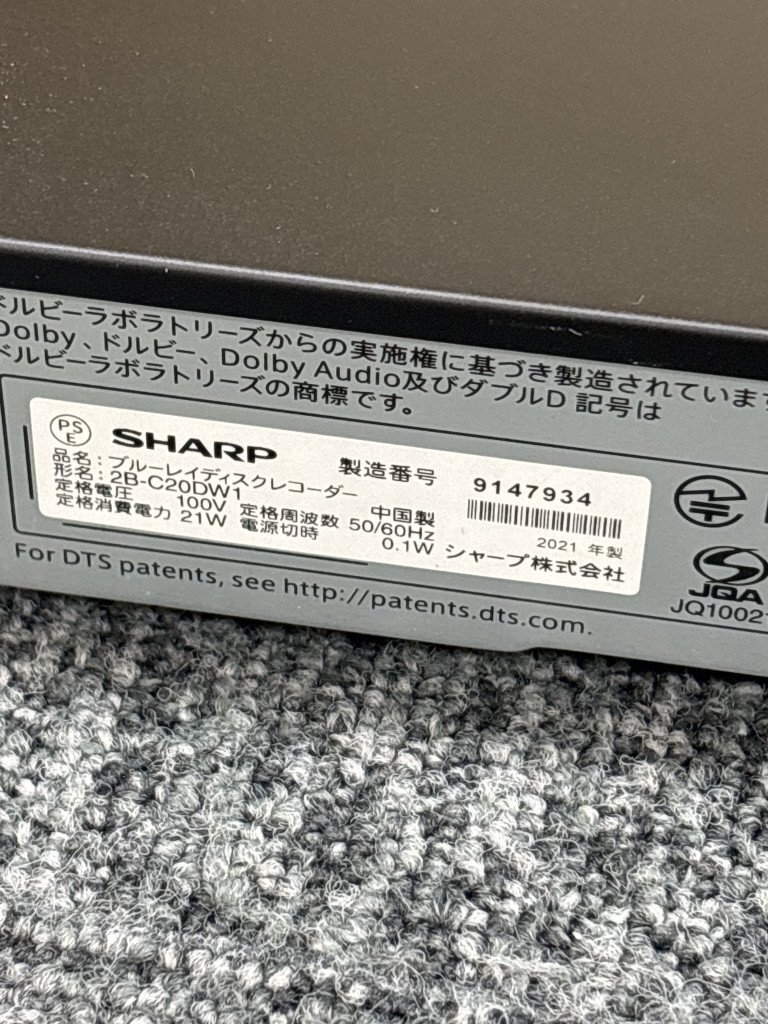 ドルビーラボラトリーズからの実施権に基づき製造されています
Dolby、ドルビー、Dolby Audio及びダブルD 記号は
ドルビーラボラトリーズの商標です。
PS
E
SHARP
製造番号 9147934
品名：ブルーレイディスクレコーダー
形名：2B-C20DW1
中国製
定格電圧 100V 定格周波数 50/60Hz
定格消費電力 21W 電源切時 0.1W
2021 年製
シャープ株式会社
JQA
JQ1002
For DTS patents, see http://patents.dts.com.